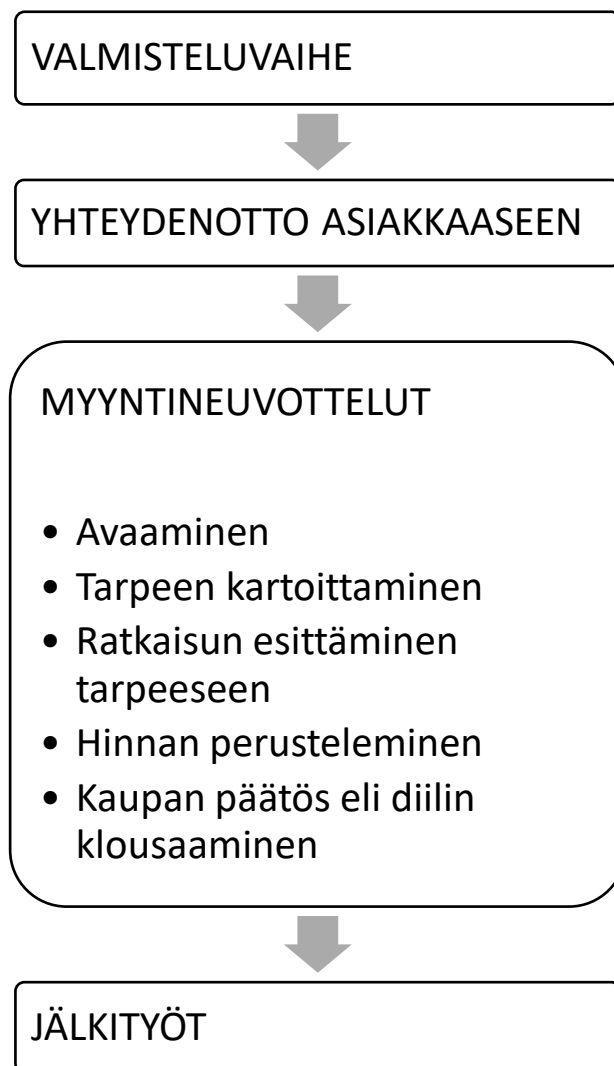 VALMISTELUVAIHE
YHTEYDENOTTO ASIAKKAASEEN
MYYNTINEUVOTTELUT
• Avaaminen
• Tarpeen kartoittaminen
• Ratkaisun esittäminen
tarpeeseen
• Hinnan perusteleminen
• Kaupan päätös eli diilin
klousaaminen
JÄLKITYÖT